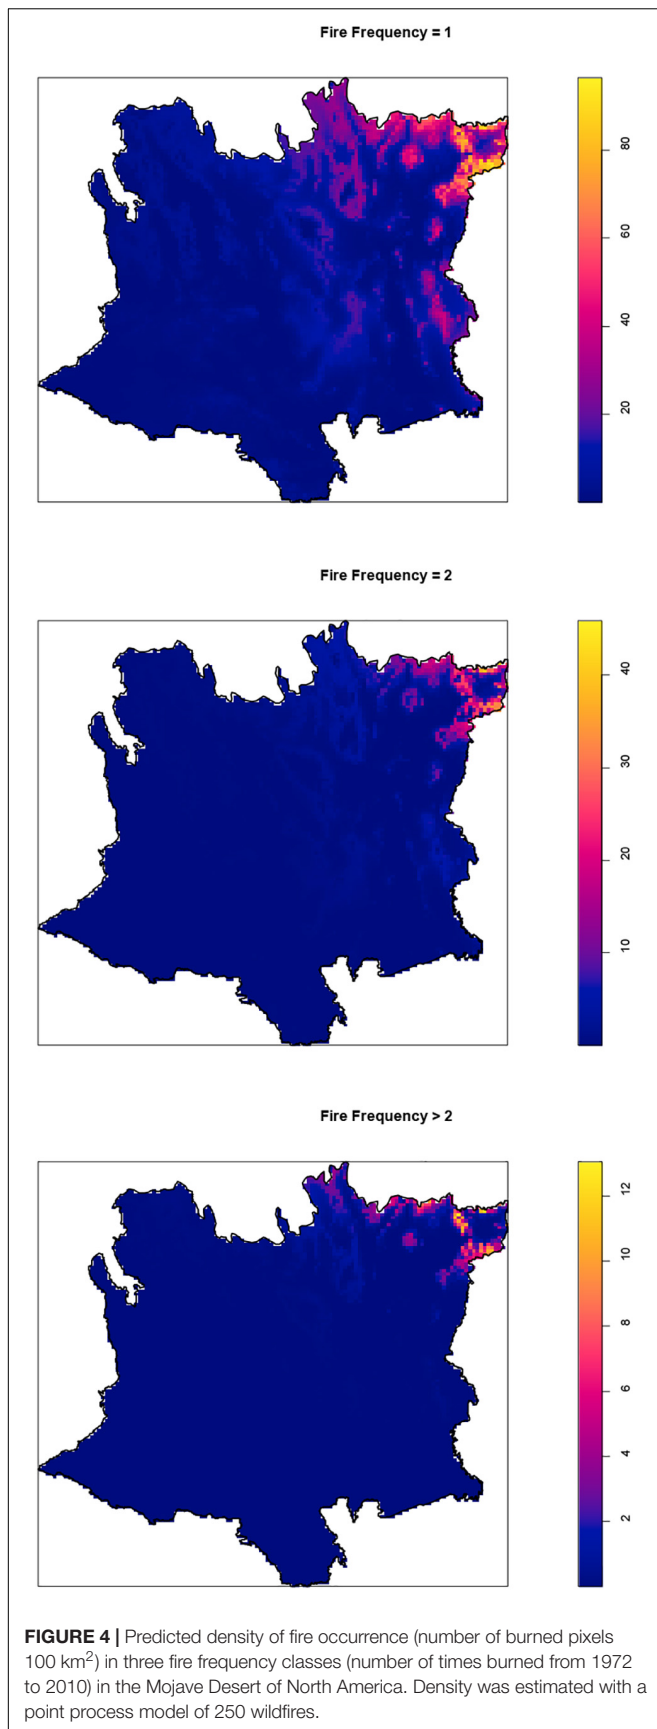 Fire Frequency = 1
80
60
40
20
Fire Frequency = 2
40
30
20
10
Fire Frequency > 2
12
10
8
6
4
2
FIGURE 4 | Predicted density of fire occurrence (number of burned pixels
100 km²) in three fire frequency classes (number of times burned from 1972
to 2010) in the Mojave Desert of North America. Density was estimated with a
point process model of 250 wildfires.